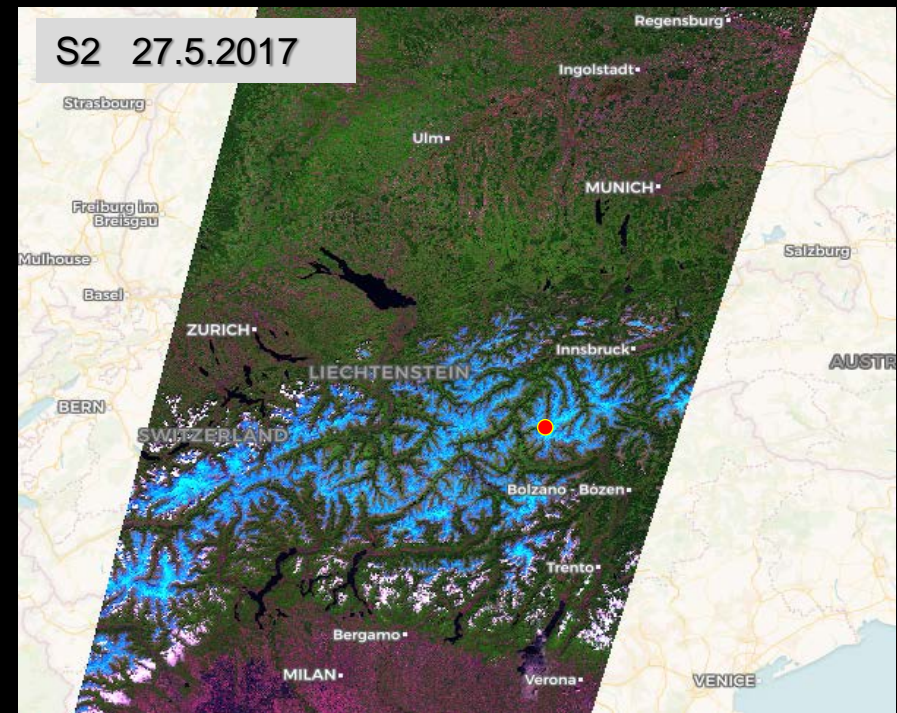 S2 27.5.2017
Regensburg
Ingolstadt
Strasbourg
Ulm
MUNICH
Freiburg im
Breisgau
Salzburg
Mulhouse
Basel
ZURICH
Innsbruck
AUSTR
LIECHTENSTEIN
BERN
SWITZERLAND
Bolzano - Bozen
Trento
Bergamo
MILAN
Verona
VENICE